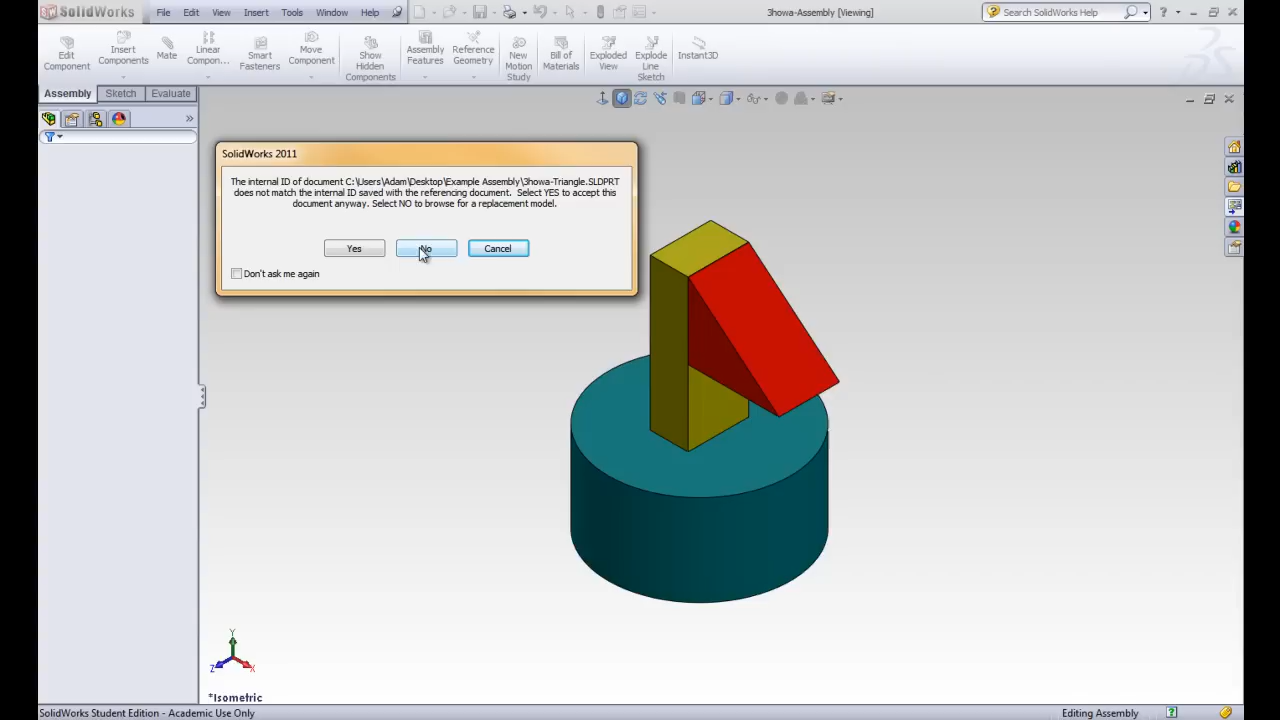 SolidWorks File Edit View Insert Tools Window Help 3howa-Assembly [Viewing] Search SolidWorks Help
Edit Component
Insert Components
Mate
Linear Compon...
Smart Fasteners
Move Component
Show Hidden Components
Assembly Features
Reference Geometry
New Motion Study
Bill of Materials
Exploded View
Explode Line Sketch
Instant3D
Assembly Sketch Evaluate
SolidWorks 2011
The internal ID of document C:\Users\Adam\Desktop\Example Assembly\3howa-Triangle.SLDPRT
does not match the internal ID saved with the referencing document. Select YES to accept this
document anyway. Select NO to browse for a replacement model.
Yes No Cancel
Don't ask me again
Y
Z X
*Isometric
SolidWorks Student Edition - Academic Use Only Editing Assembly